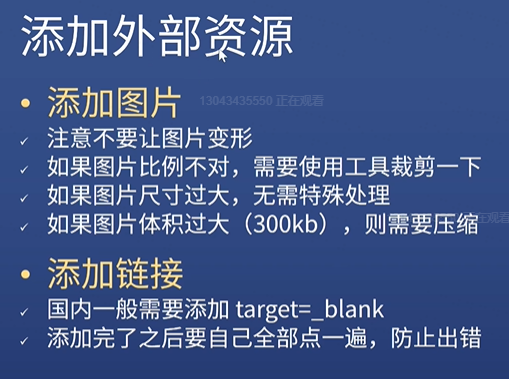 添加外部资源
• 添加图片
13043435550 正在观看
✓ 注意不要让图片变形
✓ 如果图片比例不对，需要使用工具裁剪一下
✓ 如果图片尺寸过大，无需特殊处理
✓ 如果图片体积过大（300kb），则需要压缩
在观看
• 添加链接
✓ 国内一般需要添加 target=_blank
✓ 添加完了之后要自己全部点一遍，防止出错